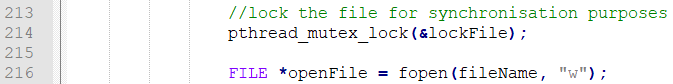 213 //lock the file for synchronisation purposes
214 pthread_mutex_lock(&lockFile);
215
216 FILE *openFile = fopen(fileName, "w");